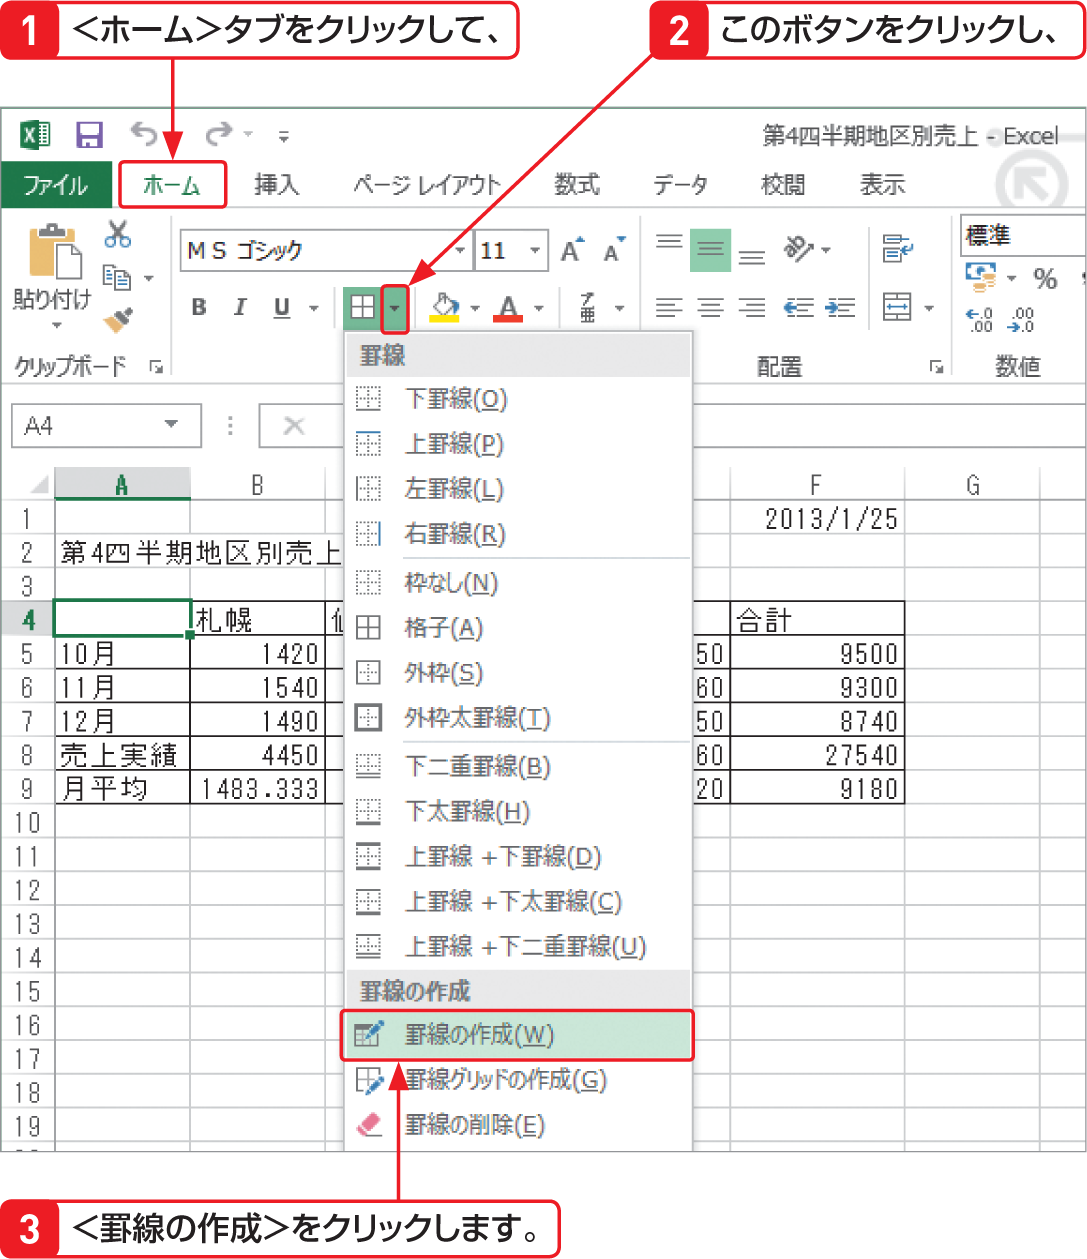 1 <ホーム>タブをクリックして、
2 このボタンをクリックし、
第4四半期地区別売上 - Excel
ファイル ホーム 挿入 ページ レイアウト 数式 データ 校閲 表示
貼り付け
ＭＳ ゴシック 11 A A
標準
B I U A ア亜
%
.0 .00
.00 .0
クリップボード 配置 数値
A4
罫線
下罫線(O)
上罫線(P)
左罫線(L)
右罫線(R)
枠なし(N)
格子(A)
外枠(S)
外枠太罫線(T)
下二重罫線(B)
下太罫線(H)
上罫線 +下罫線(D)
上罫線 +下太罫線(C)
上罫線 +下二重罫線(U)
罫線の作成
罫線の作成(W)
罫線グリッドの作成(G)
罫線の削除(E)
A B F G
1 2013/1/25
2 第4四半期地区別売上
3
4 札幌 合計
5 10月 1420 50 9500
6 11月 1540 60 9300
7 12月 1490 50 8740
8 売上実績 4450 60 27540
9 月平均 1483.333 20 9180
10
11
12
13
14
15
16
17
18
19
3 <罫線の作成>をクリックします。